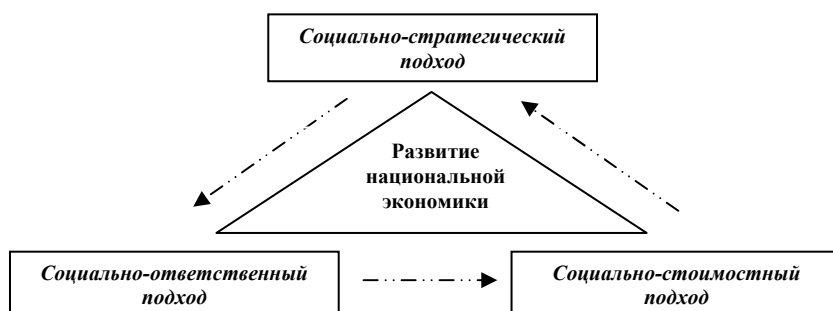 Социально-стратегический
подход
Развитие
национальной
экономики
Социально-ответственный
подход
Социально-стоимостный
подход